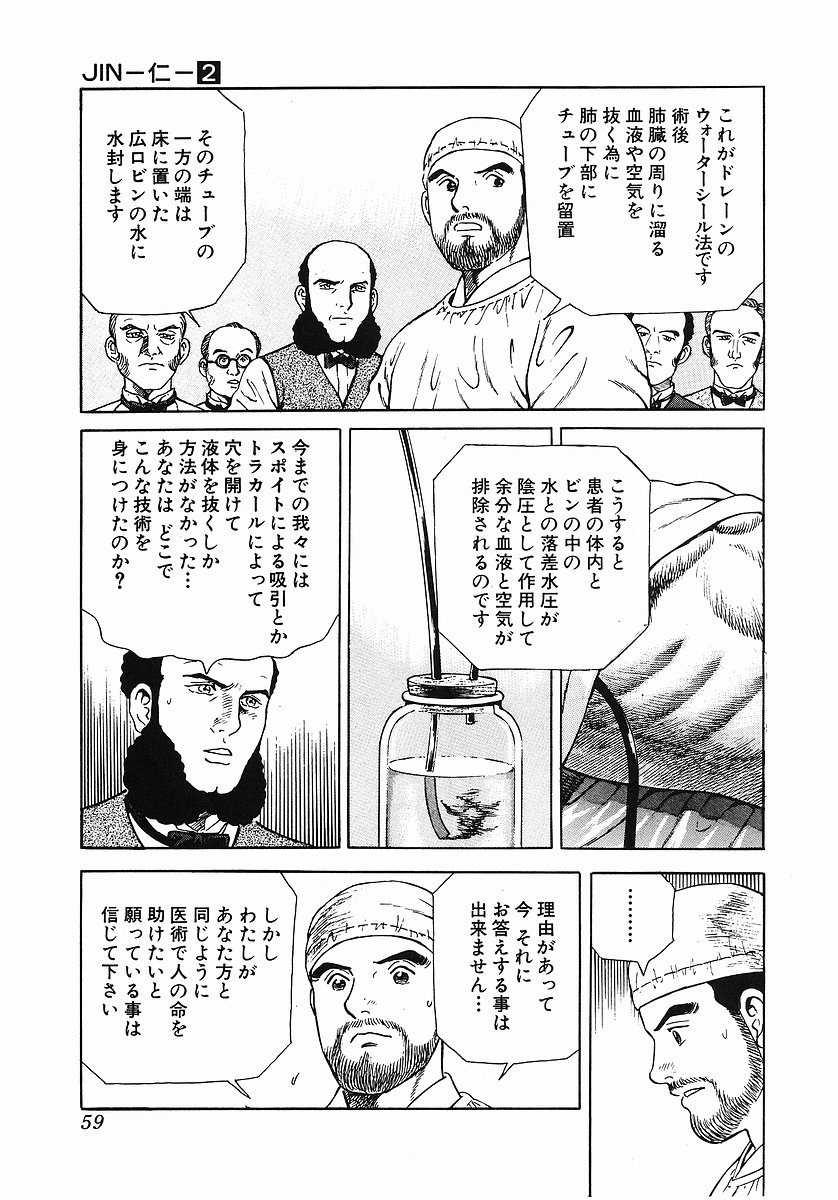 JIN―仁―2
これがドレーンの
ウォーターシール法です
術後
肺臓の周りに溜る
血液や空気を
抜く為に
肺の下部に
チューブを留置
そのチューブの
一方の端は
床に置いた
広口ビンの水に
水封します
こうすると
患者の体内と
ビンの中の
水との落差水圧が
陰圧として作用して
余分な血液と空気が
排除されるのです
今までの我々には
スポイトによる吸引とか
トラカールによって
穴を開けて
液体を抜くしか
方法がなかった…
あなたは どこで
こんな技術を
身につけたのか?
………
理由があって
今 それに
お答えする事は
出来ません…
しかし
わたしが
あなた方と
同じように
医術で人の命を
助けたいと
願っている事は
信じて下さい
59